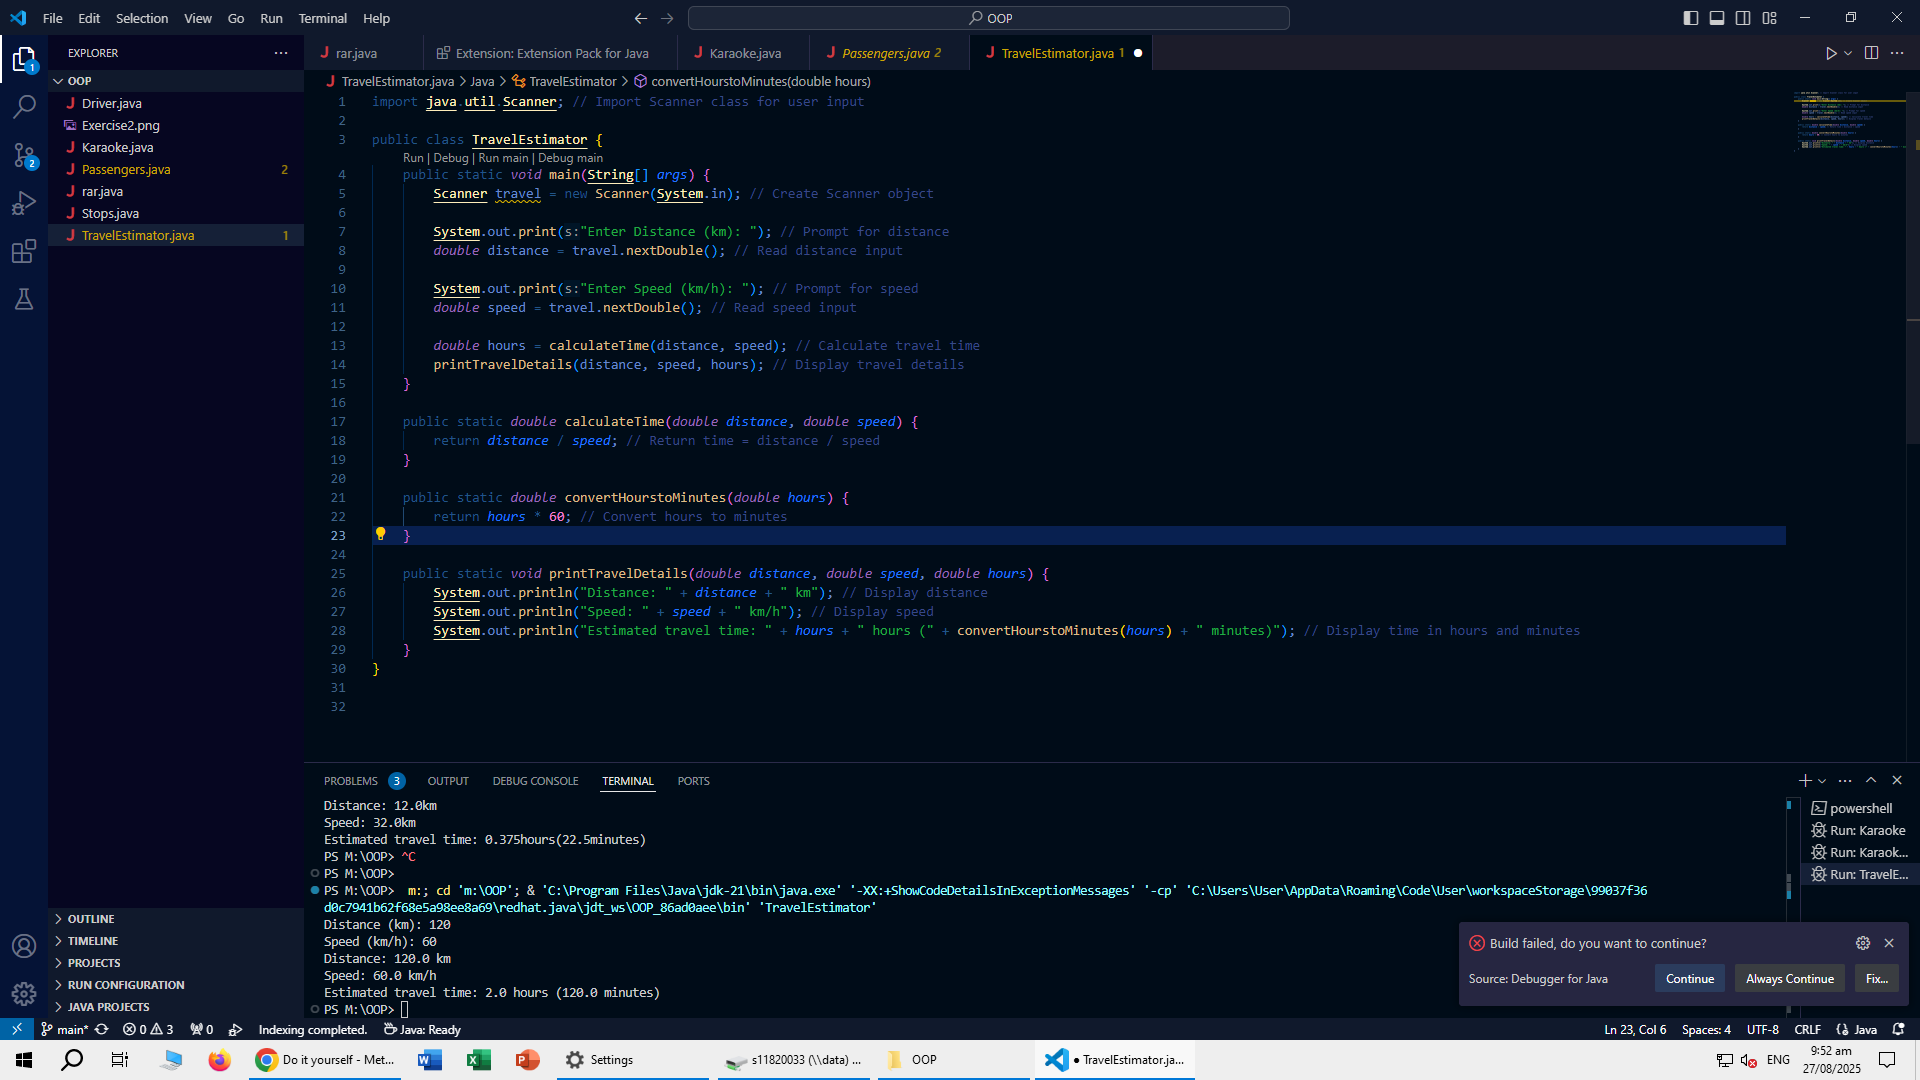 File Edit Selection View Go Run Terminal Help
OOP
EXPLORER
rar.java
Extension: Extension Pack for Java
Karaoke.java
Passengers.java 2
TravelEstimator.java 1
OOP
Driver.java
Exercise2.png
Karaoke.java
Passengers.java 2
rar.java
Stops.java
TravelEstimator.java 1
1
2
TravelEstimator.java > Java > TravelEstimator > convertHourstoMinutes(double hours)
1 import java.util.Scanner; // Import Scanner class for user input
2
3 public class TravelEstimator {
Run | Debug | Run main | Debug main
4 public static void main(String[] args) {
5 Scanner travel = new Scanner(System.in); // Create Scanner object
6
7 System.out.print(s:"Enter Distance (km): "); // Prompt for distance
8 double distance = travel.nextDouble(); // Read distance input
9
10 System.out.print(s:"Enter Speed (km/h): "); // Prompt for speed
11 double speed = travel.nextDouble(); // Read speed input
12
13 double hours = calculateTime(distance, speed); // Calculate travel time
14 printTravelDetails(distance, speed, hours); // Display travel details
15 }
16
17 public static double calculateTime(double distance, double speed) {
18 return distance / speed; // Return time = distance / speed
19 }
20
21 public static double convertHourstoMinutes(double hours) {
22 return hours * 60; // Convert hours to minutes
23 }
24
25 public static void printTravelDetails(double distance, double speed, double hours) {
26 System.out.println("Distance: " + distance + " km"); // Display distance
27 System.out.println("Speed: " + speed + " km/h"); // Display speed
28 System.out.println("Estimated travel time: " + hours + " hours (" + convertHourstoMinutes(hours) + " minutes)"); // Display time in hours and minutes
29 }
30 }
31
32
PROBLEMS 3 OUTPUT DEBUG CONSOLE TERMINAL PORTS
Distance: 12.0km
Speed: 32.0km
Estimated travel time: 0.375hours(22.5minutes)
PS M:\OOP> ^C
PS M:\OOP>
PS M:\OOP> m:; cd 'm:\OOP'; & 'C:\Program Files\Java\jdk-21\bin\java.exe' '-XX:+ShowCodeDetailsInExceptionMessages' '-cp' 'C:\Users\User\AppData\Roaming\Code\User\workspaceStorage\99037f36
d0c7941b62f68e5a98ee8a69\redhat.java\jdt_ws\OOP_86ad0aee\bin' 'TravelEstimator'
Distance (km): 120
Speed (km/h): 60
Distance: 120.0 km
Speed: 60.0 km/h
Estimated travel time: 2.0 hours (120.0 minutes)
PS M:\OOP>
powershell
Run: Karaoke
Run: Karaok...
Run: TravelE...
OUTLINE
TIMELINE
PROJECTS
RUN CONFIGURATION
JAVA PROJECTS
Build failed, do you want to continue?
Source: Debugger for Java
Continue
Always Continue
Fix...
main* 0 3 0 Indexing completed. Java: Ready
Ln 23, Col 6 Spaces: 4 UTF-8 CRLF {} Java
Do it yourself - Met...
Settings
s11820033 (\\data) ...
OOP
● TravelEstimator.ja...
ENG
9:52 am
27/08/2025